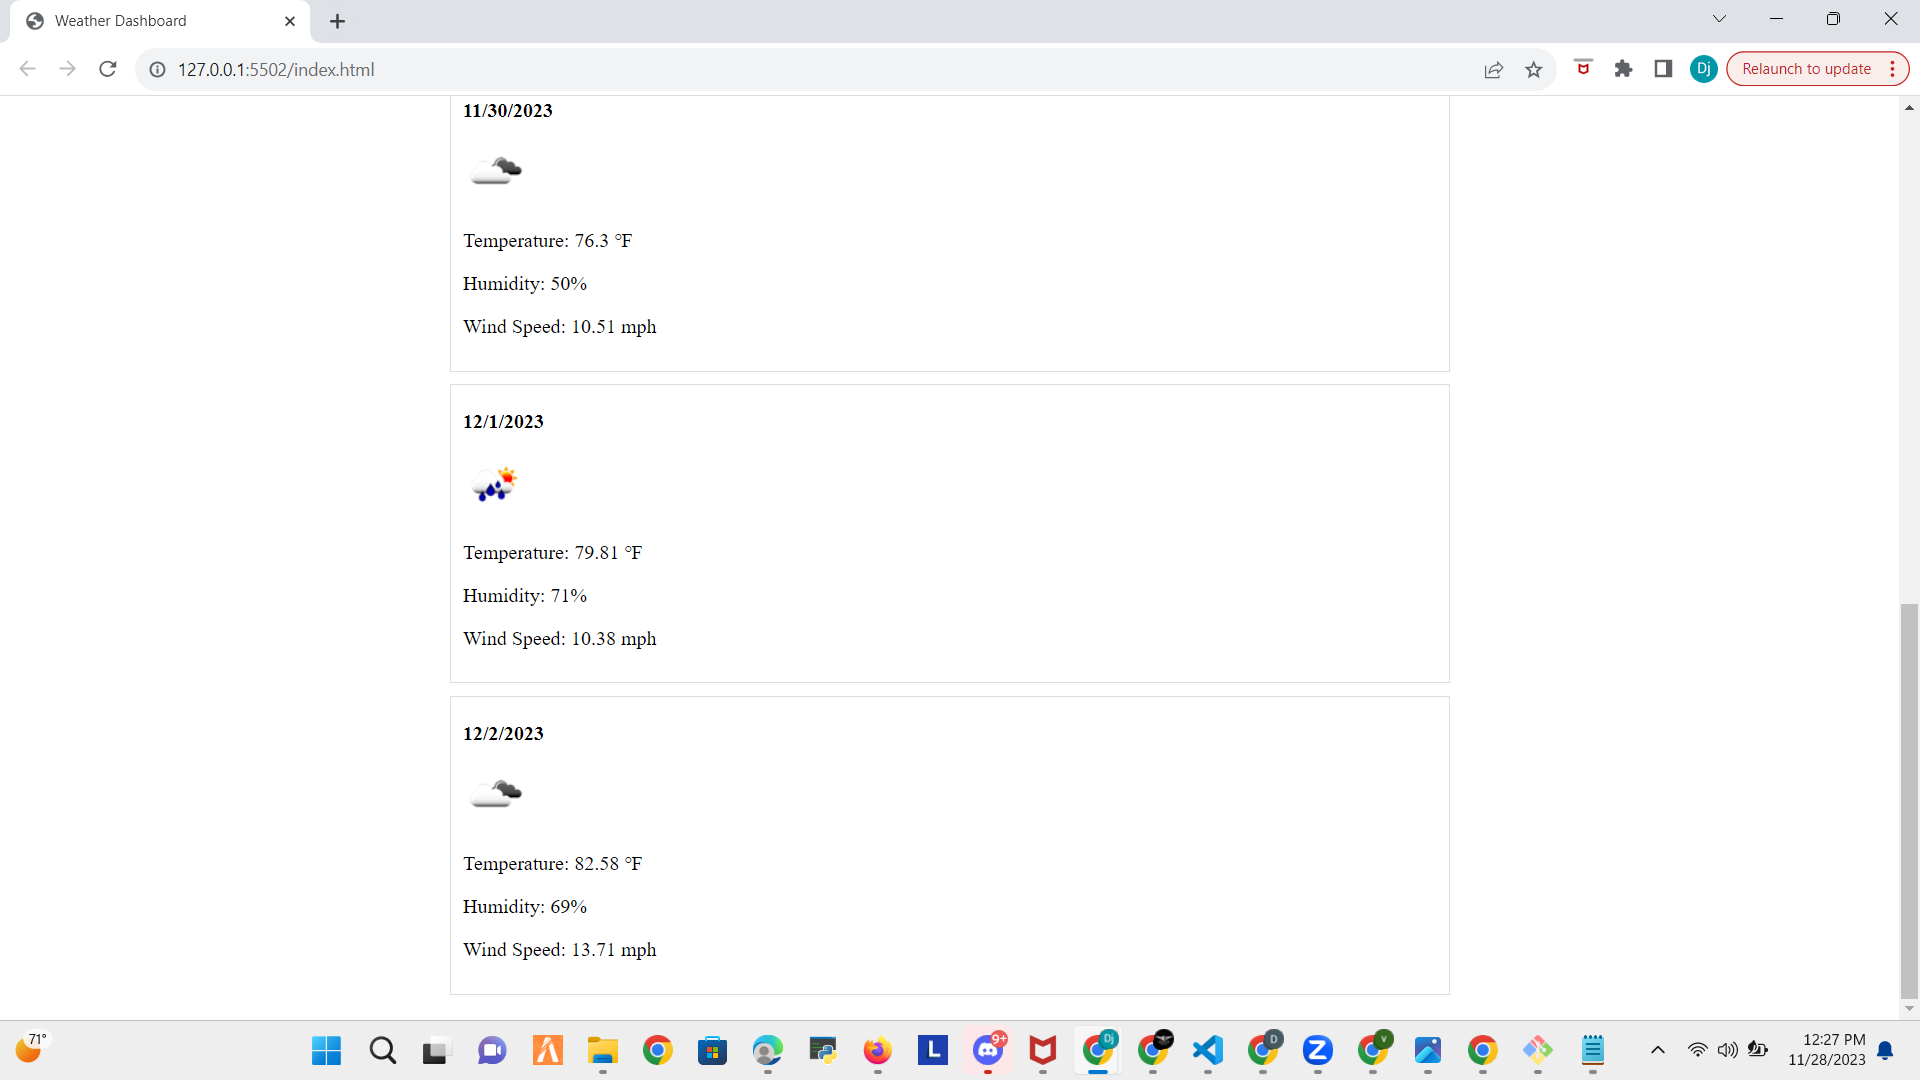 Weather Dashboard
127.0.0.1:5502/index.html
Dj
Relaunch to update
11/30/2023
Temperature: 76.3 °F
Humidity: 50%
Wind Speed: 10.51 mph
12/1/2023
Temperature: 79.81 °F
Humidity: 71%
Wind Speed: 10.38 mph
12/2/2023
Temperature: 82.58 °F
Humidity: 69%
Wind Speed: 13.71 mph
71°
L
9+
Dj
D
Z
V
12:27 PM
11/28/2023